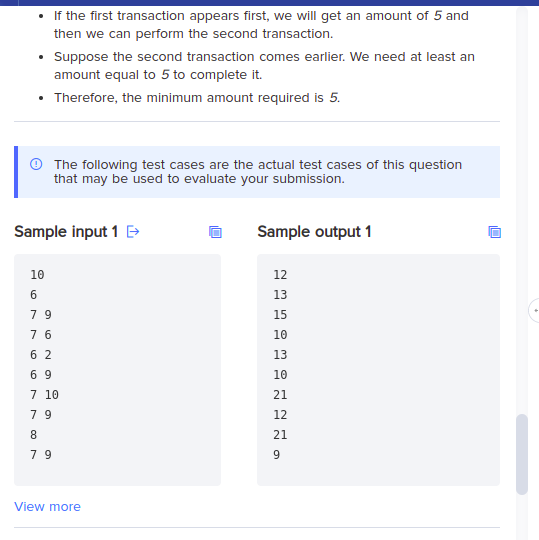 If the first transaction appears first, we will get an amount of 5 and
then we can perform the second transaction.
Suppose the second transaction comes earlier. We need at least an
amount equal to 5 to complete it.
Therefore, the minimum amount required is 5.
The following test cases are the actual test cases of this question
that may be used to evaluate your submission.
Sample input 1
10
6
7 9
7 6
6 2
6 9
7 10
7 9
8
7 9
Sample output 1
12
13
15
10
13
10
21
12
21
9
View more